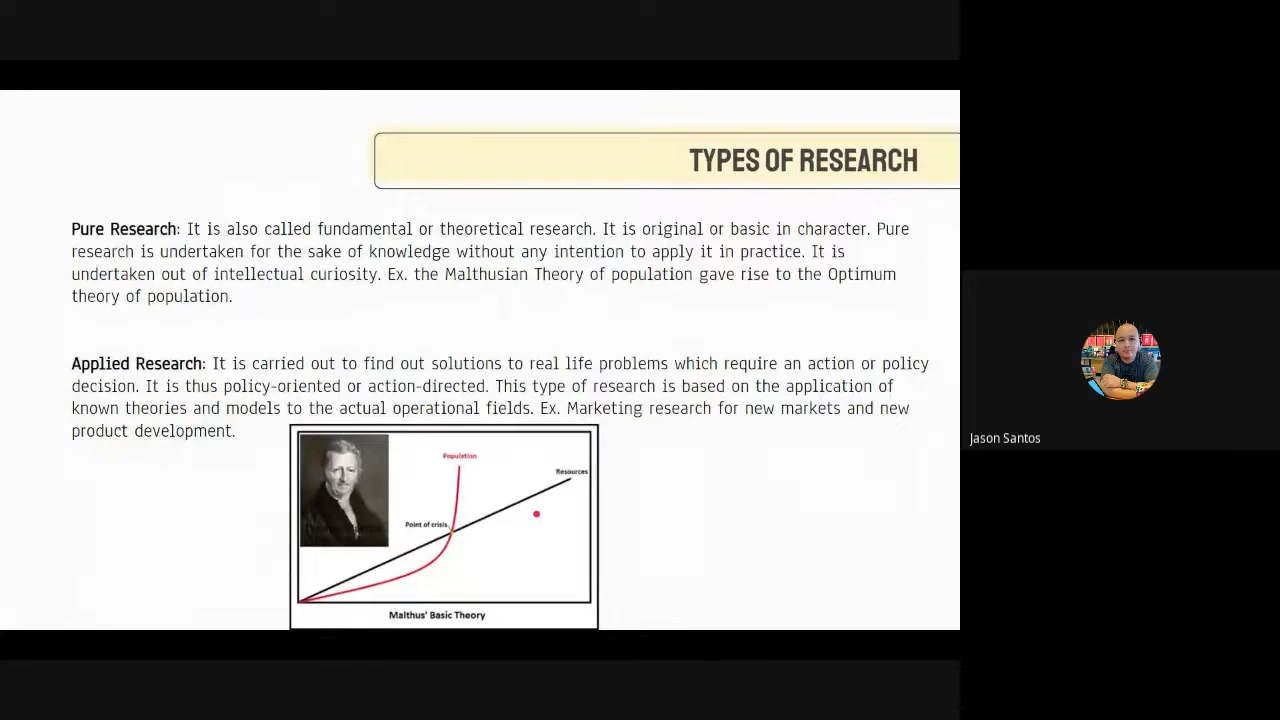 TYPES OF RESEARCH
Pure Research: It is also called fundamental or theoretical research. It is original or basic in character. Pure
research is undertaken for the sake of knowledge without any intention to apply it in practice. It is
undertaken out of intellectual curiosity. Ex. the Malthusian Theory of population gave rise to the Optimum
theory of population.
Applied Research: It is carried out to find out solutions to real life problems which require an action or policy
decision. It is thus policy-oriented or action-directed. This type of research is based on the application of
known theories and models to the actual operational fields. Ex. Marketing research for new markets and new
product development.
Population
Resources
Point of crisis
Malthus' Basic Theory
Jason Santos